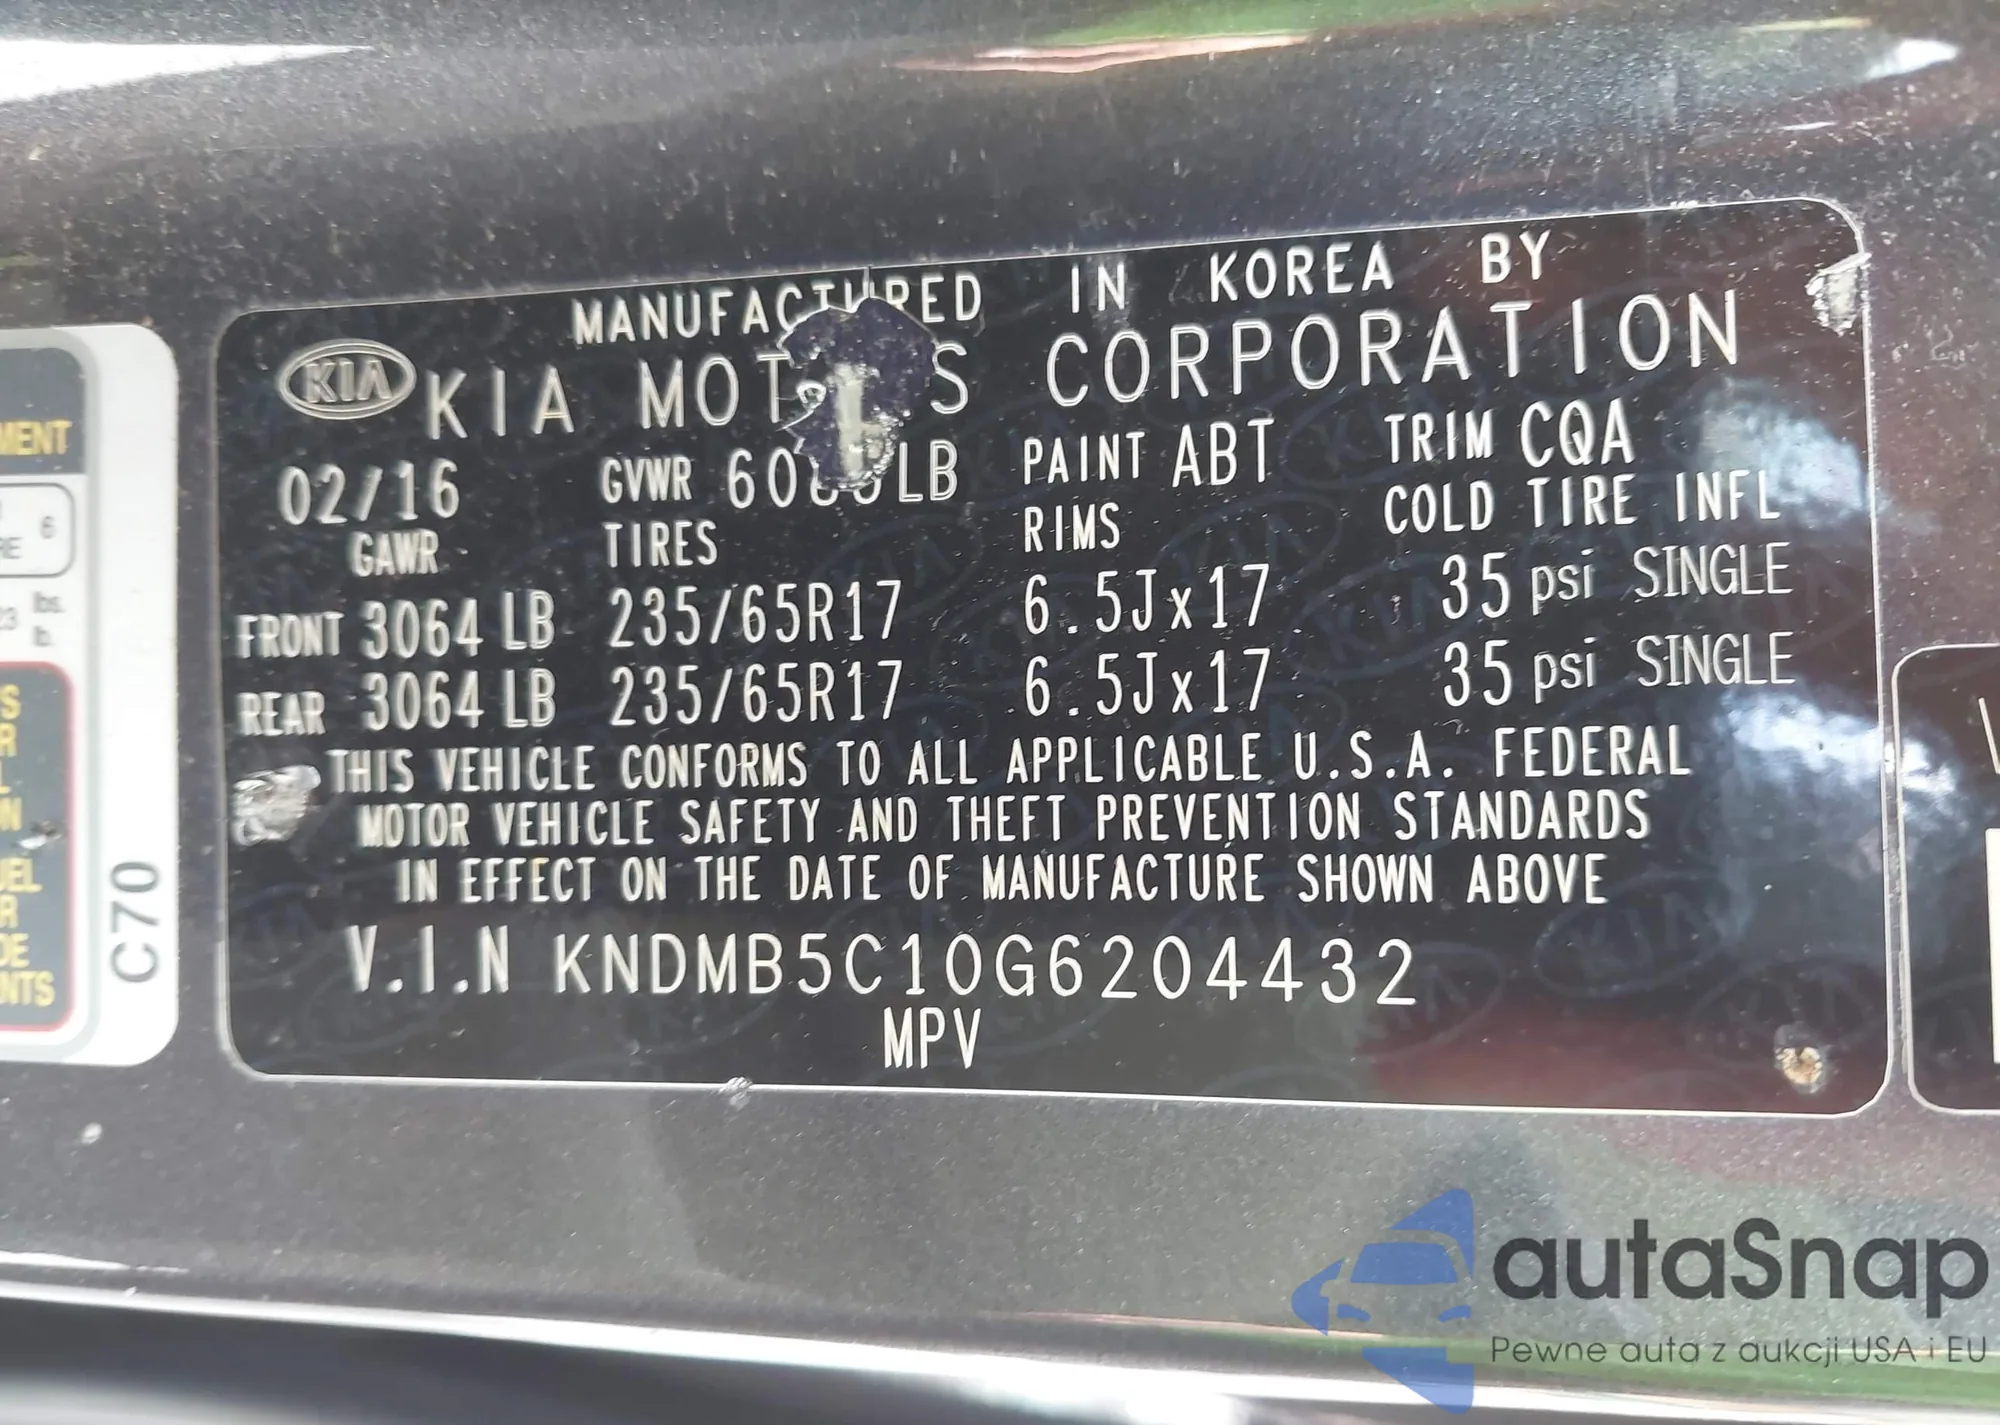 MANUFACTURED IN KOREA BY
KIA KIA MOTORS CORPORATION
02/16 GVWR LB PAINT ABT TRIM CQA
GAWR TIRES RIMS COLD TIRE INFL
FRONT 3064 LB 235/65R17 6.5Jx17 35 psi SINGLE
REAR 3064 LB 235/65R17 6.5Jx17 35 psi SINGLE
THIS VEHICLE CONFORMS TO ALL APPLICABLE U.S.A. FEDERAL
MOTOR VEHICLE SAFETY AND THEFT PREVENTION STANDARDS
IN EFFECT ON THE DATE OF MANUFACTURE SHOWN ABOVE
V.I.N KNDMB5C10G6204432
MPV
C70
autaSnap
Pewne auta z aukcji USA i EU